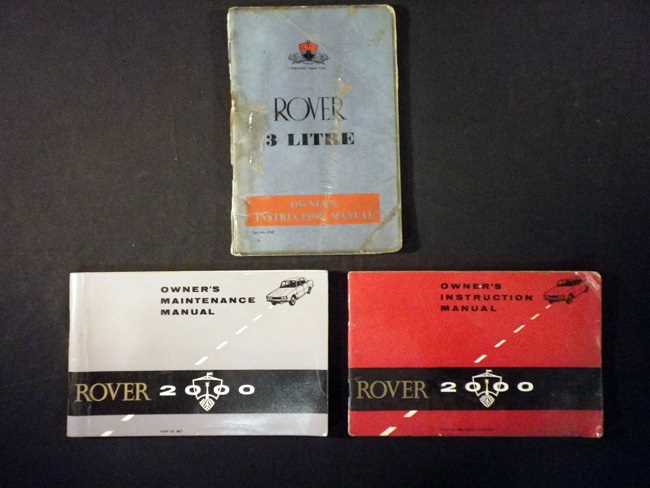 ROVER
3 LITRE
OWNER'S
INSTRUCTION MANUAL
OWNER'S
MAINTENANCE
MANUAL
ROVER 2000
OWNER'S
INSTRUCTION
MANUAL
ROVER 2000